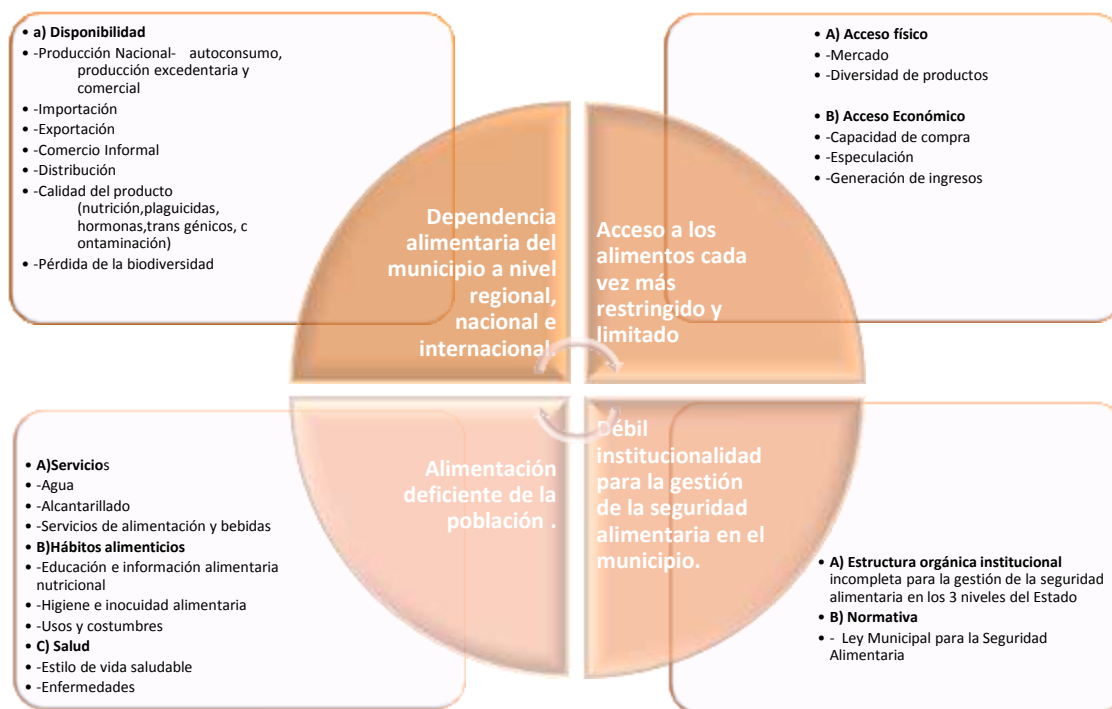 • a) Disponibilidad
• -Producción Nacional- autoconsumo,
producción excedentaria y
comercial
• -Importación
• -Exportación
• -Comercio Informal
• -Distribución
• -Calidad del producto
(nutrición,plaguicidas,
hormonas,trans génicos, c
ontaminación)
• -Pérdida de la biodiversidad
• A) Acceso físico
• -Mercado
• -Diversidad de productos
• B) Acceso Económico
• -Capacidad de compra
• -Especulación
• -Generación de ingresos
Dependencia
alimentaria del
municipio a nivel
regional,
nacional e
internacional.
Acceso a los
alimentos cada
vez más
restringido y
limitado
Alimentación
deficiente de la
población .
Débil
institucionalidad
para la gestión
de la seguridad
alimentaria en el
municipio.
• A)Servicios
• -Agua
• -Alcantarillado
• -Servicios de alimentación y bebidas
• B)Hábitos alimenticios
• -Educación e información alimentaria
nutricional
• -Higiene e inocuidad alimentaria
• -Usos y costumbres
• C) Salud
• -Estilo de vida saludable
• -Enfermedades
• A) Estructura orgánica institucional
incompleta para la gestión de la seguridad
alimentaria en los 3 niveles del Estado
• B) Normativa
• - Ley Municipal para la Seguridad
Alimentaria